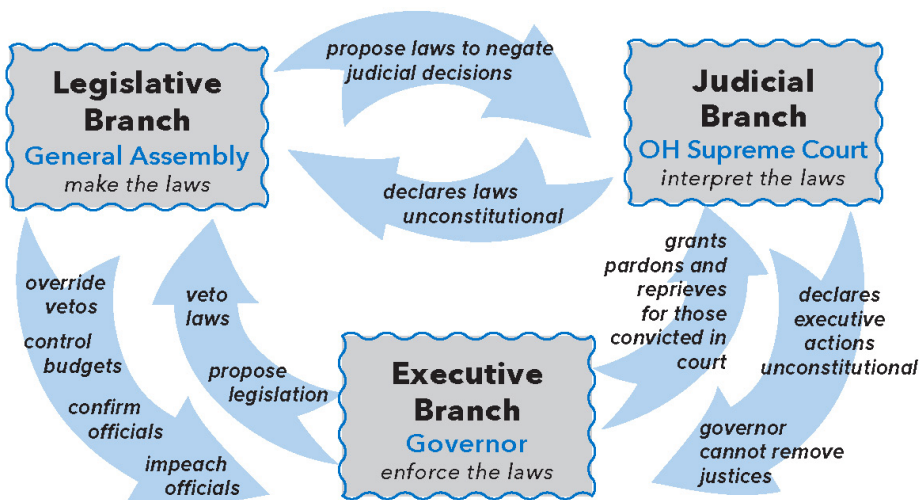 propose laws to negate
judicial decisions
Legislative
Branch
General Assembly
make the laws
Judicial
Branch
OH Supreme Court
interpret the laws
declares laws
unconstitutional
override
vetos
control
budgets
confirm
officials
impeach
officials
veto
laws
propose
legislation
Executive
Branch
Governor
enforce the laws
grants
pardons and
reprieves
for those
convicted in
court
declares
executive
actions
unconstitutional
governor
cannot remove
justices